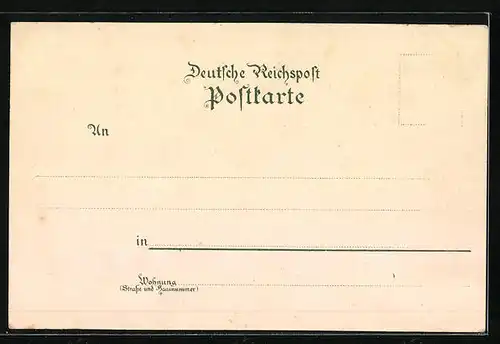 Deutsche Reichspost
Postkarte
An
in
Wohnung
(Straße und Hausnummer)